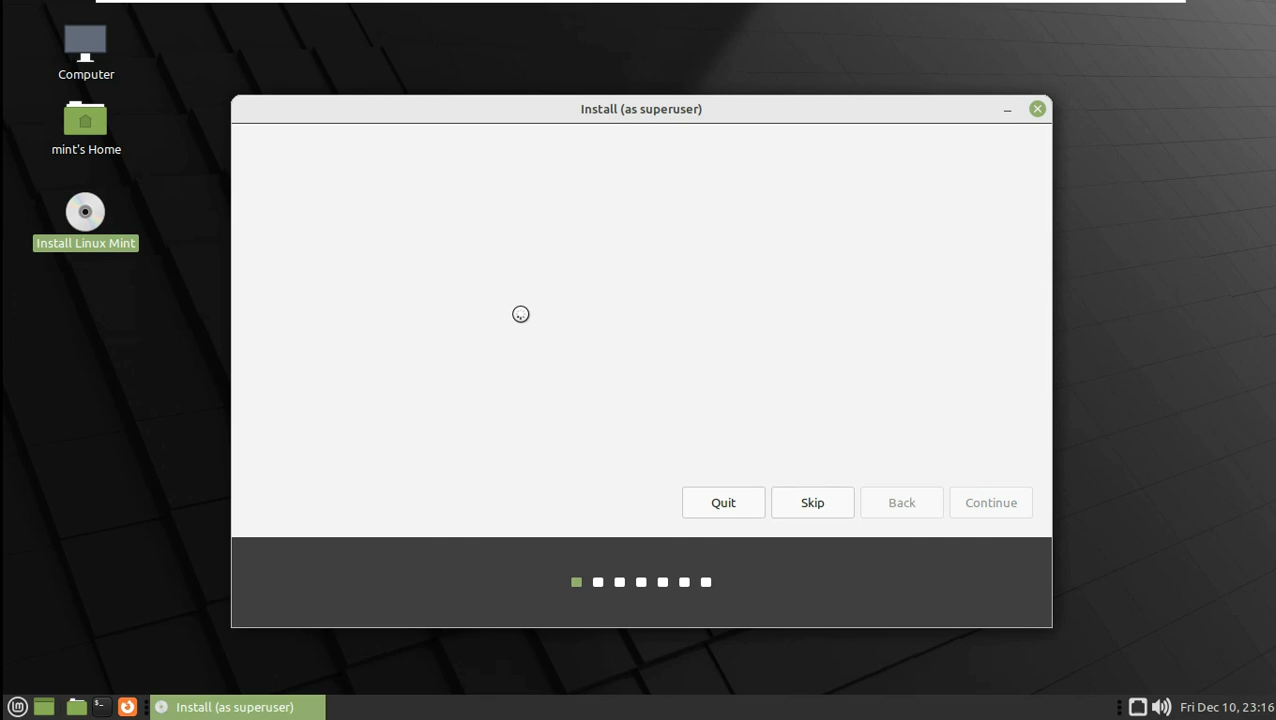 Computer
mint's Home
Install Linux Mint
Install (as superuser)
Quit
Skip
Back
Continue
Install (as superuser)
Fri Dec 10, 23:16